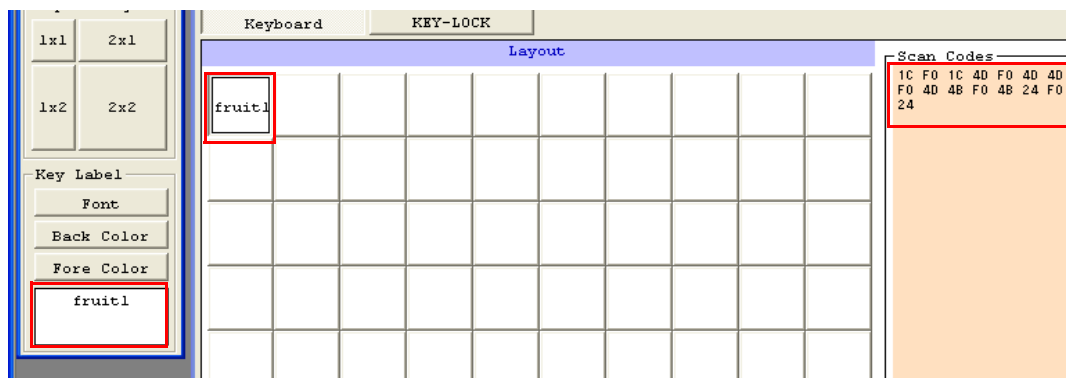 1x1
2x1
1x2
2x2
Key Label
Font
Back Color
Fore Color
fruit1
Keyboard
KEY-LOCK
Layout
fruit1
Scan Codes
1C F0 1C 4D F0 4D 4D
F0 4D 4B F0 4B 24 F0
24